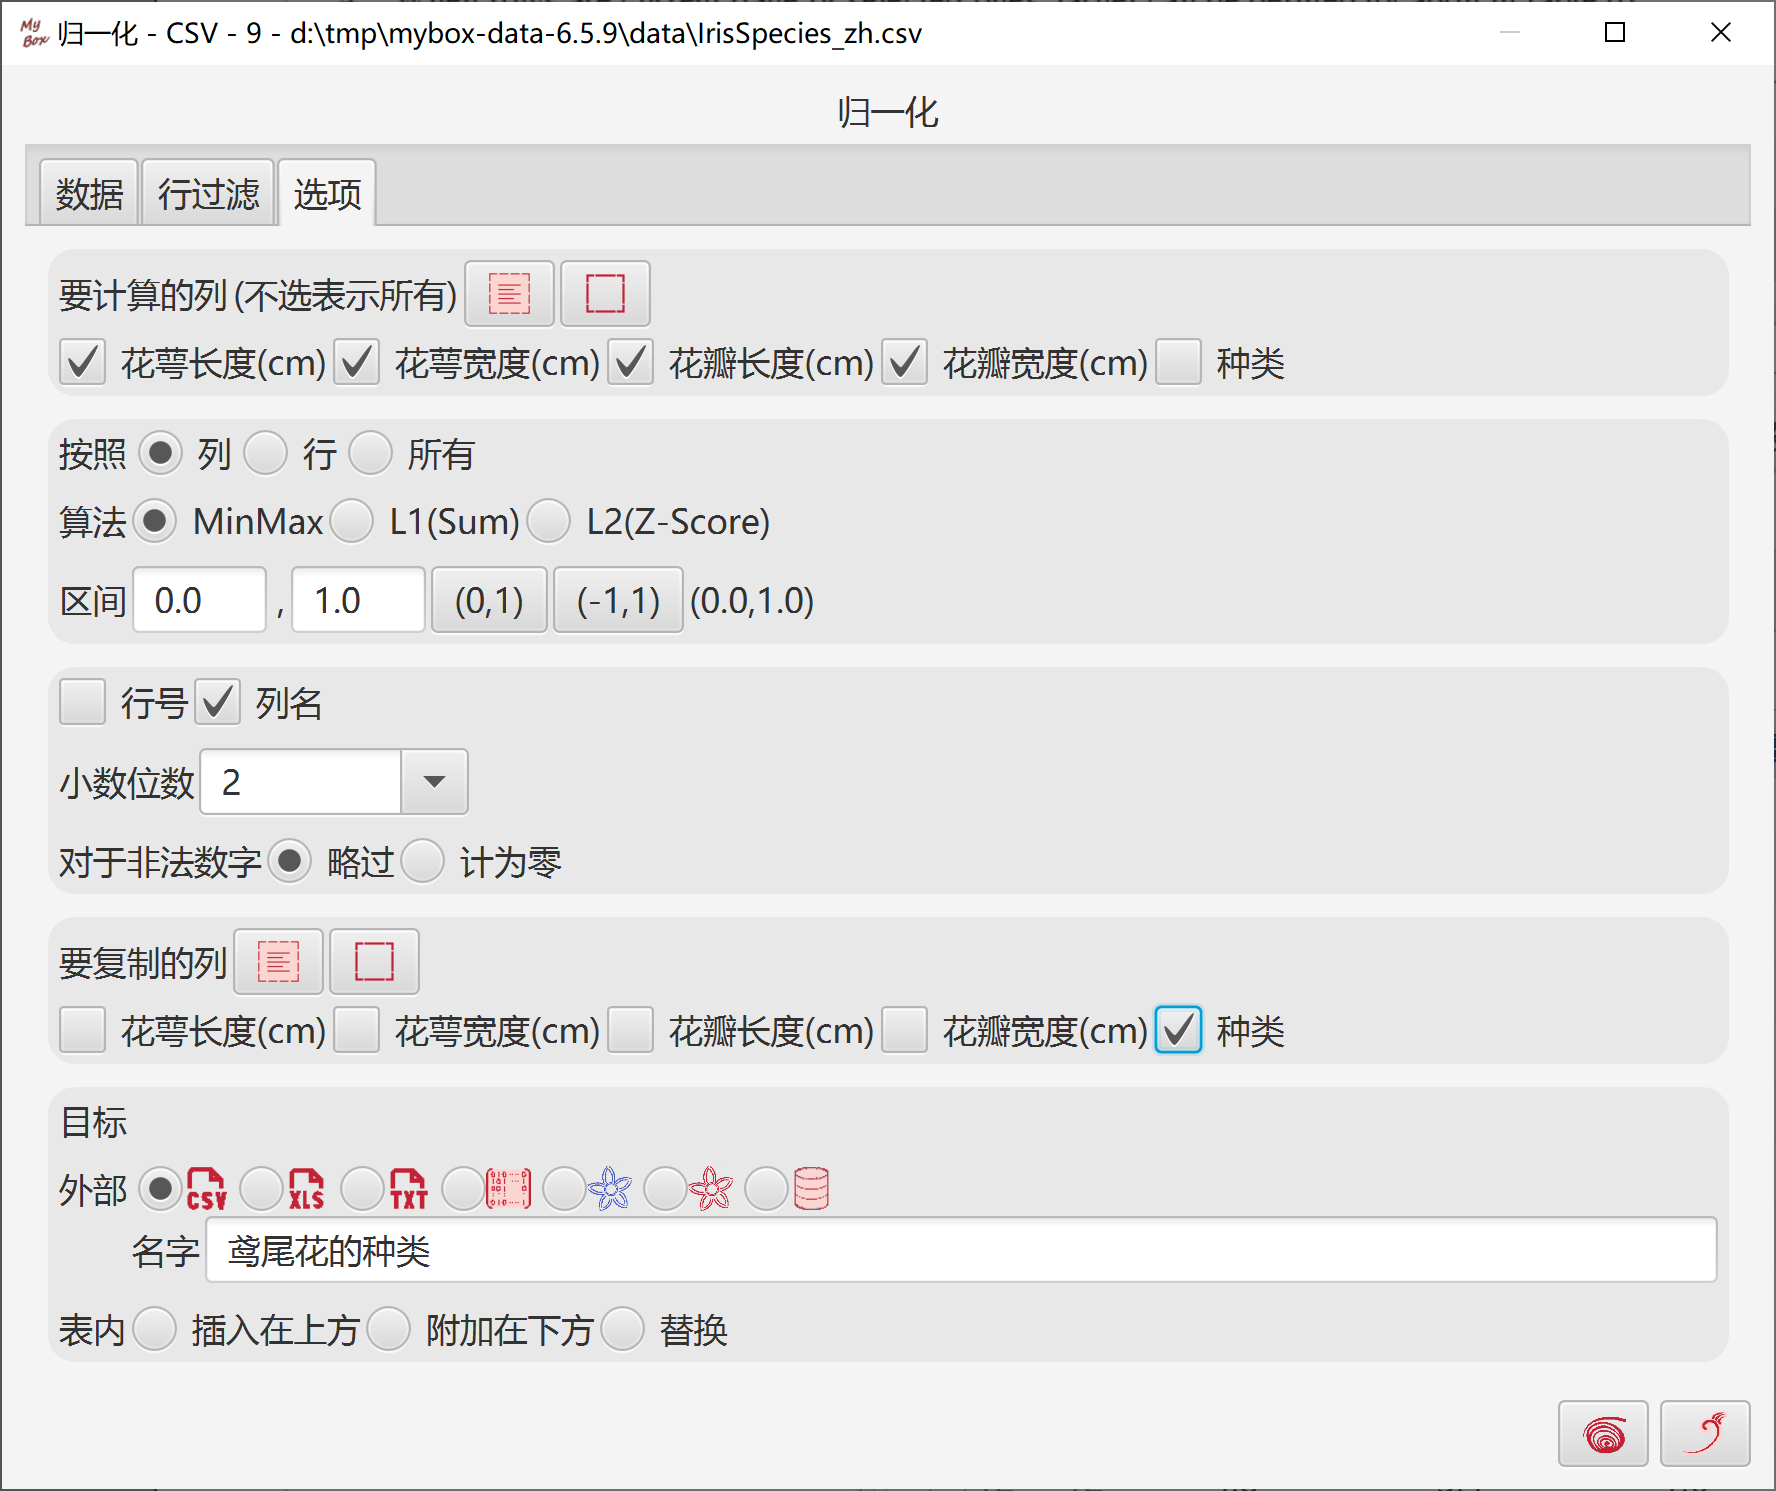 My Box 归一化 - CSV - 9 - d:\tmp\mybox-data-6.5.9\data\IrisSpecies_zh.csv
归一化
数据 行过滤 选项
要计算的列(不选表示所有)
花萼长度(cm) 花萼宽度(cm) 花瓣长度(cm) 花瓣宽度(cm) 种类
按照 列 行 所有
算法 MinMax L1(Sum) L2(Z-Score)
区间 0.0 , 1.0 (0,1) (-1,1) (0.0,1.0)
行号 列名
小数位数 2
对于非法数字 略过 计为零
要复制的列
花萼长度(cm) 花萼宽度(cm) 花瓣长度(cm) 花瓣宽度(cm) 种类
目标
外部 CSV XLS TXT
名字 鸢尾花的种类
表内 插入在上方 附加在下方 替换